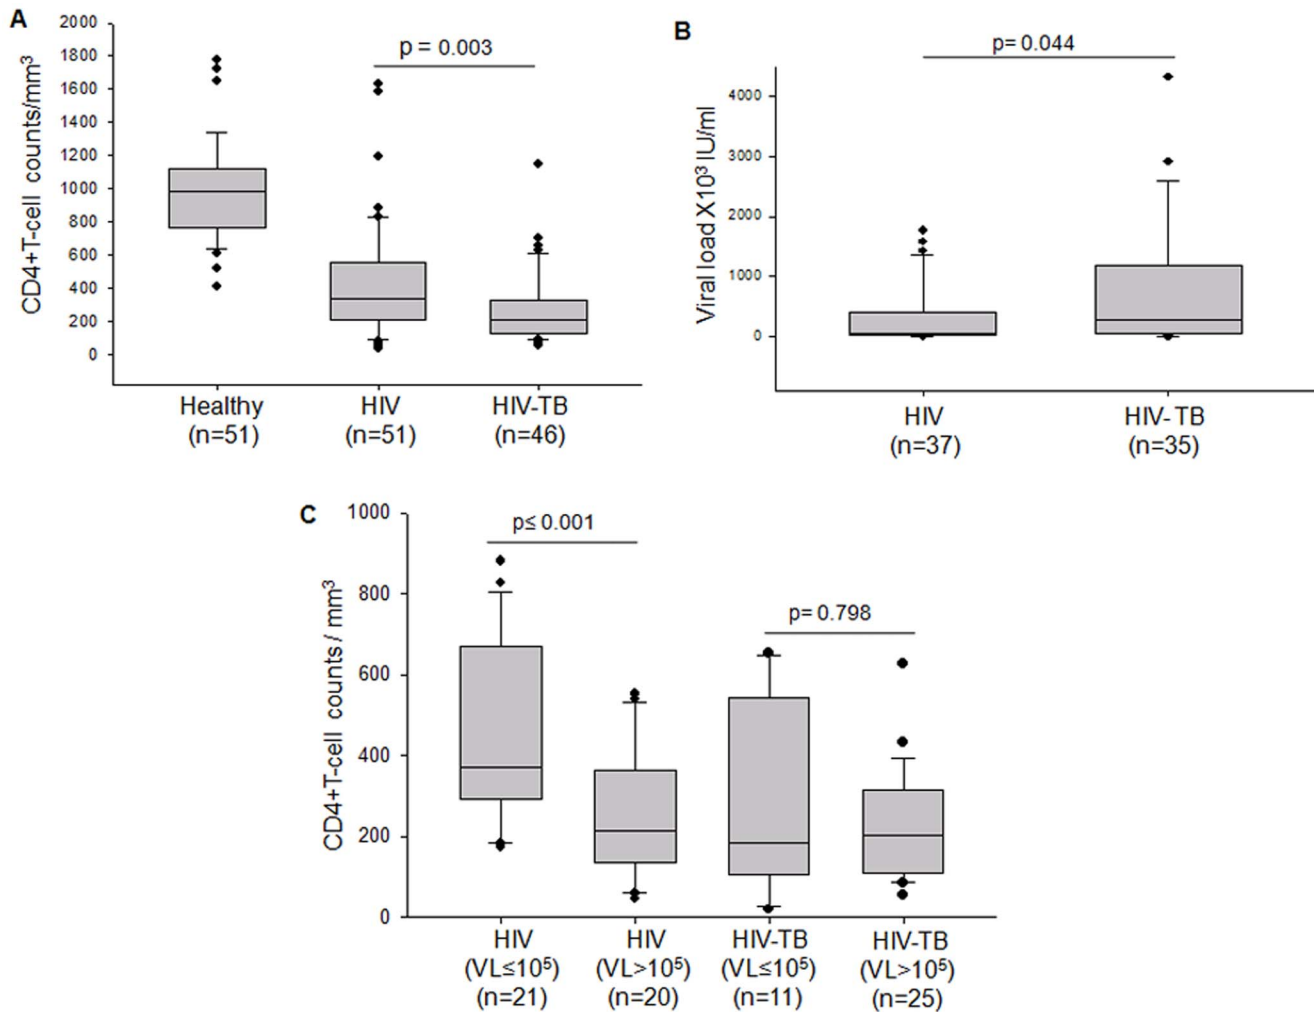 A
2000
1800
1600
1400
1200
1000
800
600
400
200
0
CD4+T-cell counts/mm³
p = 0.003
Healthy
(n=51)
HIV
(n=51)
HIV-TB
(n=46)
B
p= 0.044
4000
3000
2000
1000
0
Viral load X10³ IU/ml
HIV
(n=37)
HIV- TB
(n=35)
C
1000
800
600
400
200
0
CD4+T-cell counts / mm³
p≤ 0.001
p= 0.798
HIV
(VL≤10⁵)
(n=21)
HIV
(VL>10⁵)
(n=20)
HIV-TB
(VL≤10⁵)
(n=11)
HIV-TB
(VL>10⁵)
(n=25)